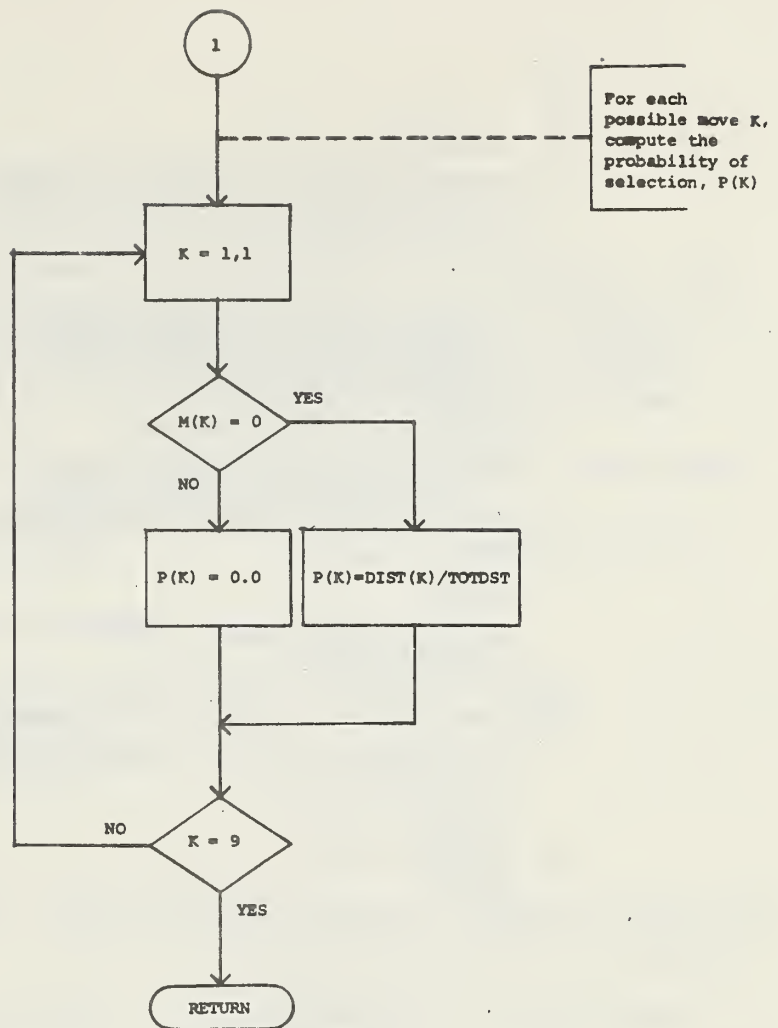 1
For each
possible move K,
compute the
probability of
selection, P(K)
K = 1,1
M(K) = 0
YES
NO
P(K) = 0.0
P(K)=DIST(K)/TOTDST
K = 9
NO
YES
RETURN